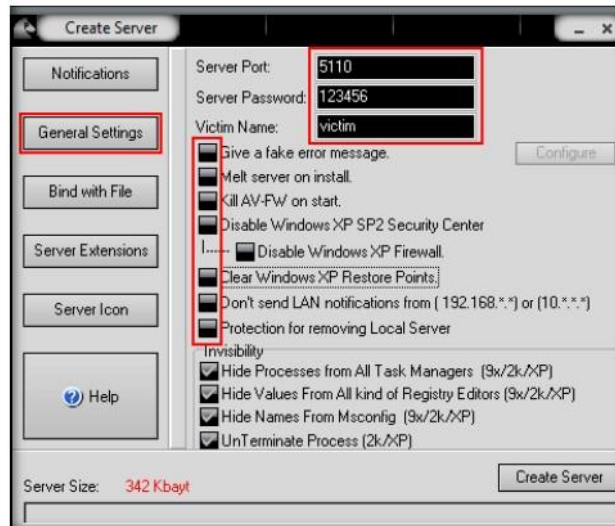 Create Server
Notifications
General Settings
Bind with File
Server Extensions
Server Icon
Help
Server Port: 5110
Server Password: 123456
Victim Name: victim
Give a fake error message. Configure
Melt server on install.
Kill AV-FW on start.
Disable Windows XP SP2 Security Center
Disable Windows XP Firewall.
Clear Windows XP Restore Points.
Don't send LAN notifications from ( 192.168.*.*) or (10.*.*.*)
Protection for removing Local Server
Invisibility
Hide Processes from All Task Managers (9x/2k/XP)
Hide Values From All kind of Registry Editors (9x/2k/XP)
Hide Names From Msconfig (9x/2k/XP)
UnTerminate Process (2k/XP)
Server Size: 342 Kbayt
Create Server